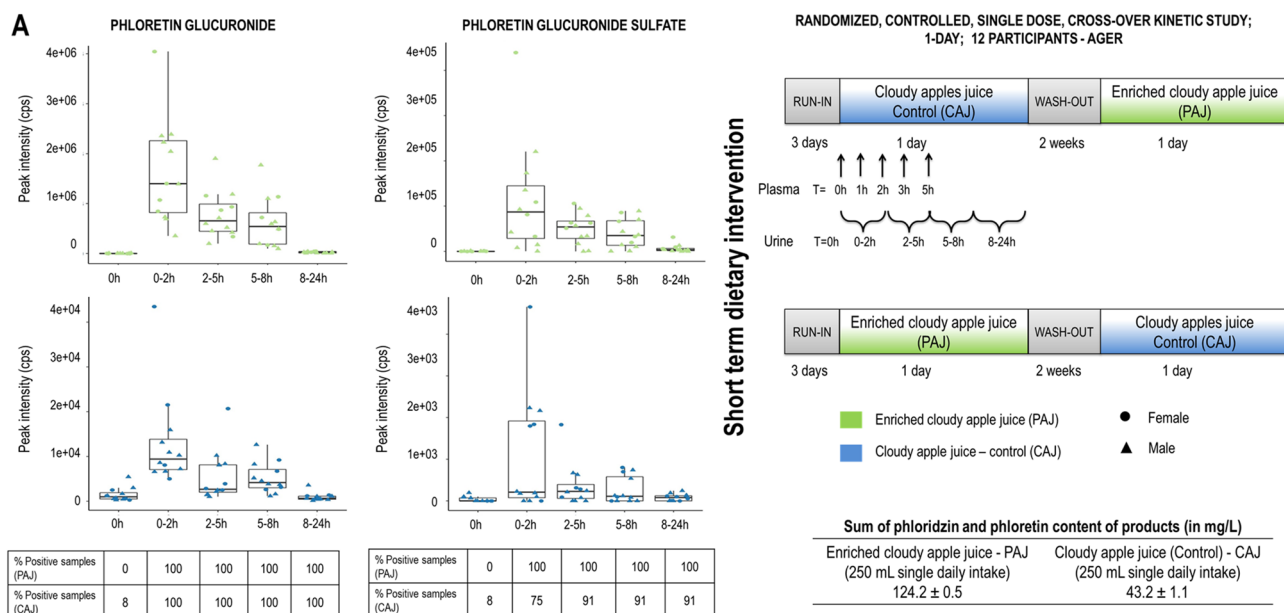 A
PHLORETIN GLUCURONIDE
Peak intensity (cps)
4e+06
3e+06
2e+06
1e+06
0
0h 0-2h 2-5h 5-8h 8-24h
Peak intensity (cps)
4e+04
3e+04
2e+04
1e+04
0
0h 0-2h 2-5h 5-8h 8-24h
% Positive samples
(PAJ)
0 100 100 100 100
% Positive samples
(CAJ)
8 100 100 100 100
PHLORETIN GLUCURONIDE SULFATE
Peak intensity (cps)
4e+05
3e+05
2e+05
1e+05
0
0h 0-2h 2-5h 5-8h 8-24h
Peak intensity (cps)
4e+03
3e+03
2e+03
1e+03
0
0h 0-2h 2-5h 5-8h 8-24h
% Positive samples
(PAJ)
0 100 100 100 100
% Positive samples
(CAJ)
8 75 91 91 91
Short term dietary intervention
RANDOMIZED, CONTROLLED, SINGLE DOSE, CROSS-OVER KINETIC STUDY;
1-DAY; 12 PARTICIPANTS - AGER
RUN-IN
Cloudy apples juice
Control (CAJ)
WASH-OUT
Enriched cloudy apple juice
(PAJ)
3 days 1 day 2 weeks 1 day
Plasma T= 0h 1h 2h 3h 5h
Urine T=0h 0-2h 2-5h 5-8h 8-24h
RUN-IN
Enriched cloudy apple juice
(PAJ)
WASH-OUT
Cloudy apples juice
Control (CAJ)
3 days 1 day 2 weeks 1 day
Enriched cloudy apple juice (PAJ)
Female
Cloudy apple juice – control (CAJ)
Male
Sum of phloridzin and phloretin content of products (in mg/L)
Enriched cloudy apple juice - PAJ
(250 mL single daily intake)
124.2 ± 0.5
Cloudy apple juice (Control) - CAJ
(250 mL single daily intake)
43.2 ± 1.1